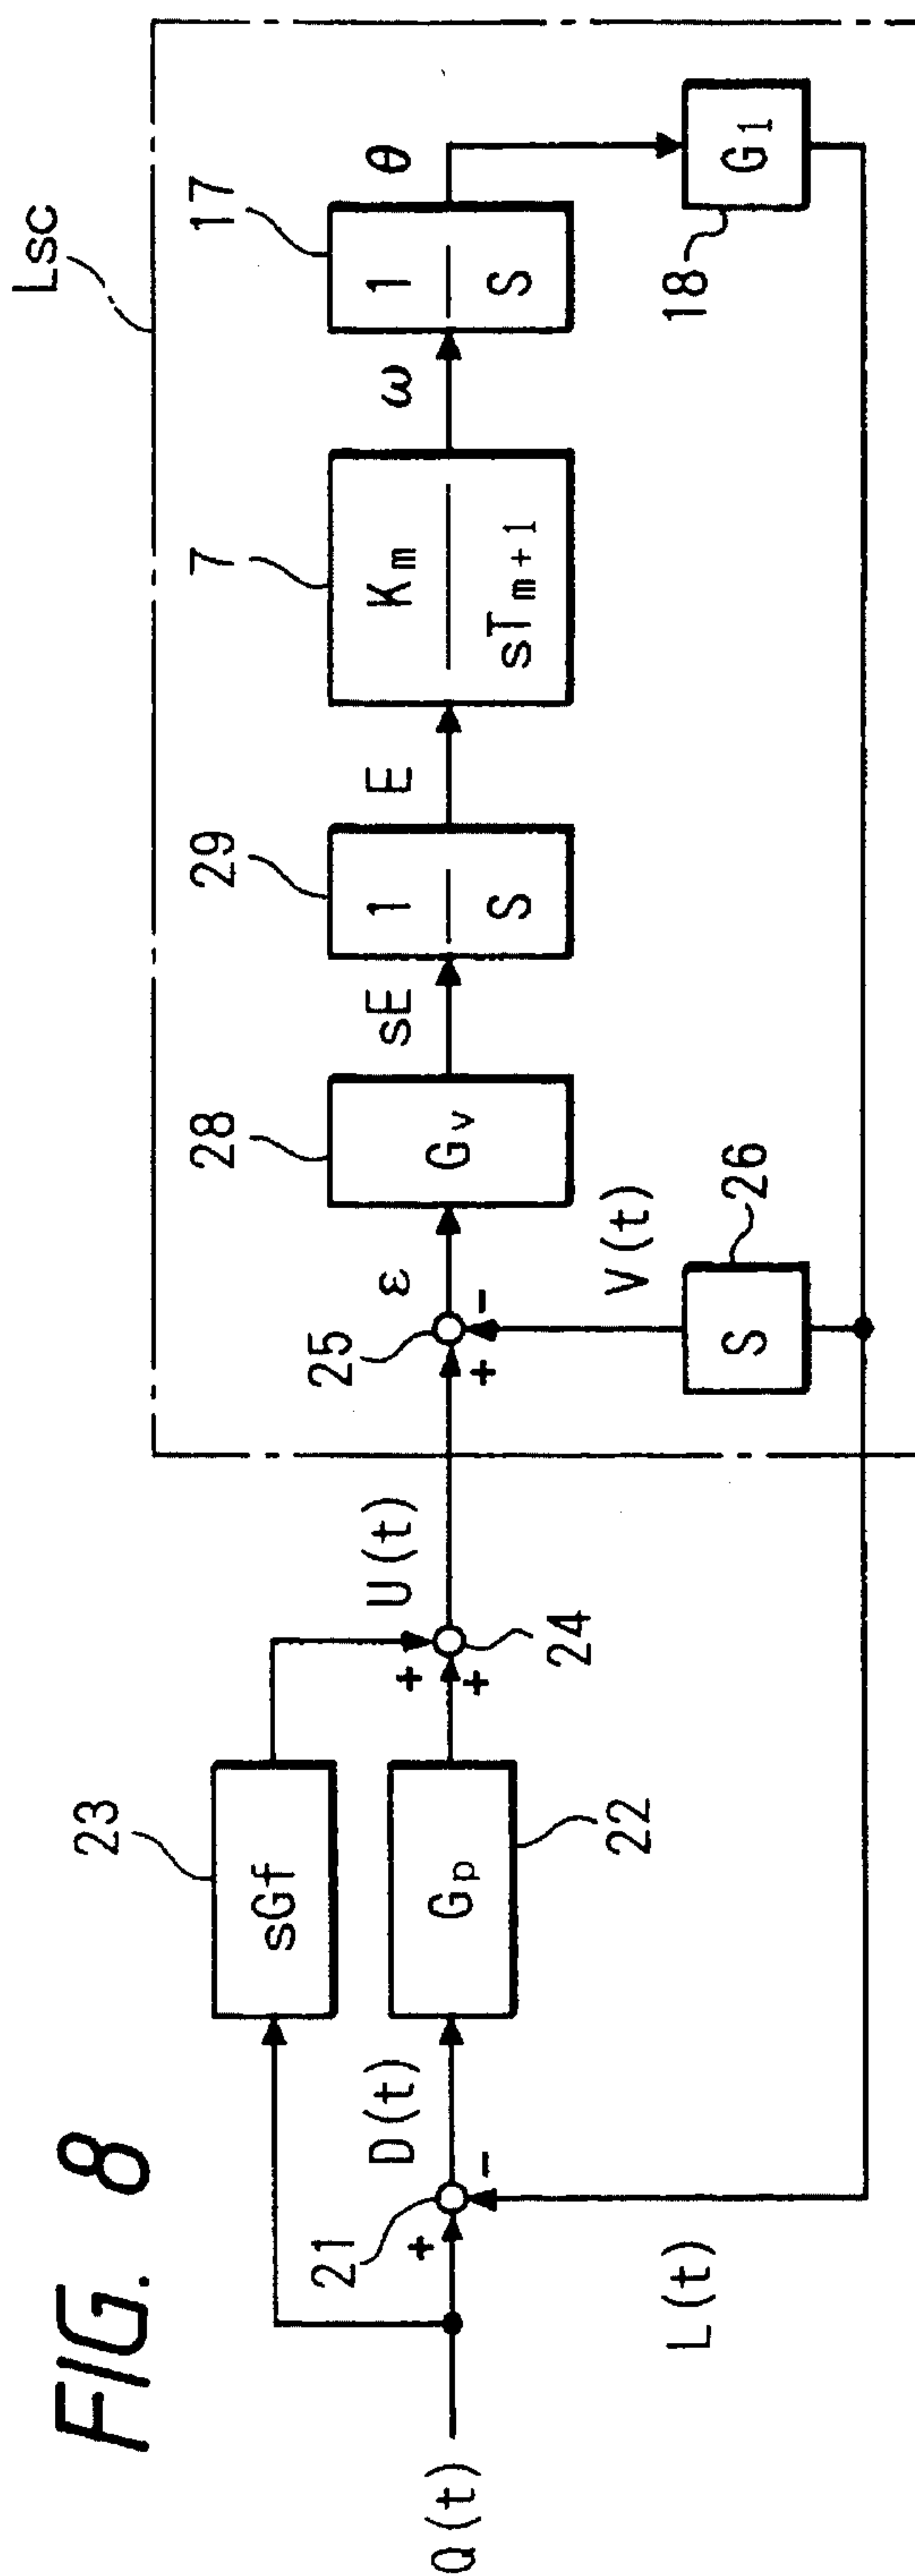 FIG. 8
Lsc
23
sGf
Q(t)
21
+
-
D(t)
22
Gp
+
+
24
U(t)
25
+
-
ε
28
Gv
sE
29
1
S
E
7
Km
sTm+1
ω
17
1
S
θ
18
G1
26
S
V(t)
L(t)